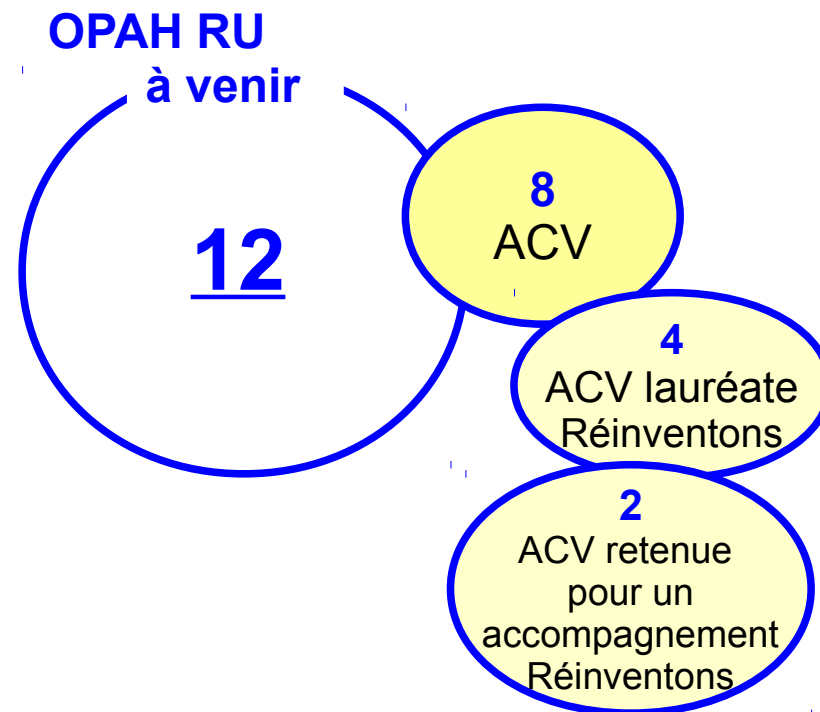 OPAH RU
à venir
12
8
ACV
4
ACV lauréate
Réinventons
2
ACV retenue
pour un
accompagnement
Réinventons